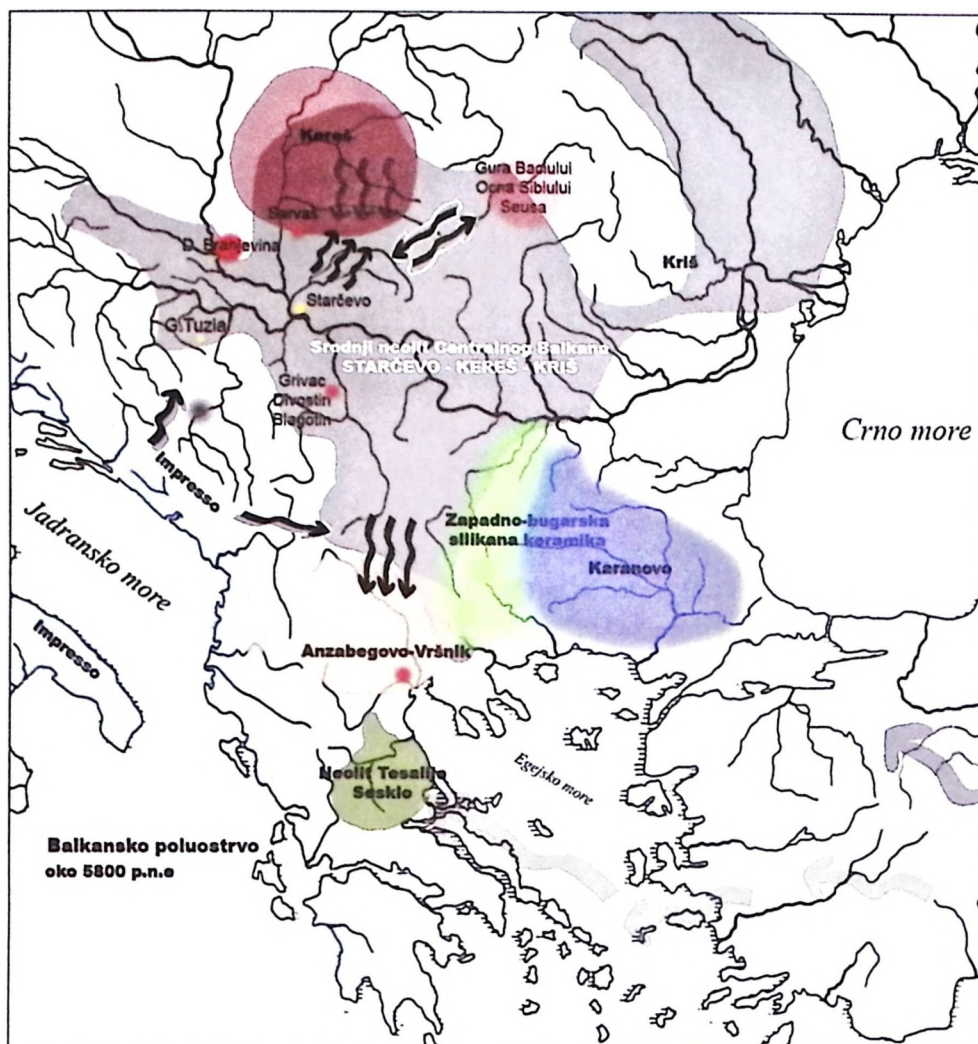 Kereš
Gura Baciului
Ocna Sibiului
Seusa
Sarvaš
D. Branjevina
Kriš
Starčevo
G. Tuzla
Srednji neolit Centralnog Balkana
STARČEVO - KEREŠ - KRIŠ
Grivac
Divostin
Blagotin
Crno more
Impresso
Jadransko more
Zapadno-bugarska
slikana keramika
Karanovo
Impresso
Anzabegovo-Vršnik
Neolit Tesalije
Sesklo
Egejsko more
Balkansko poluostrvo
oko 5800 p.n.e